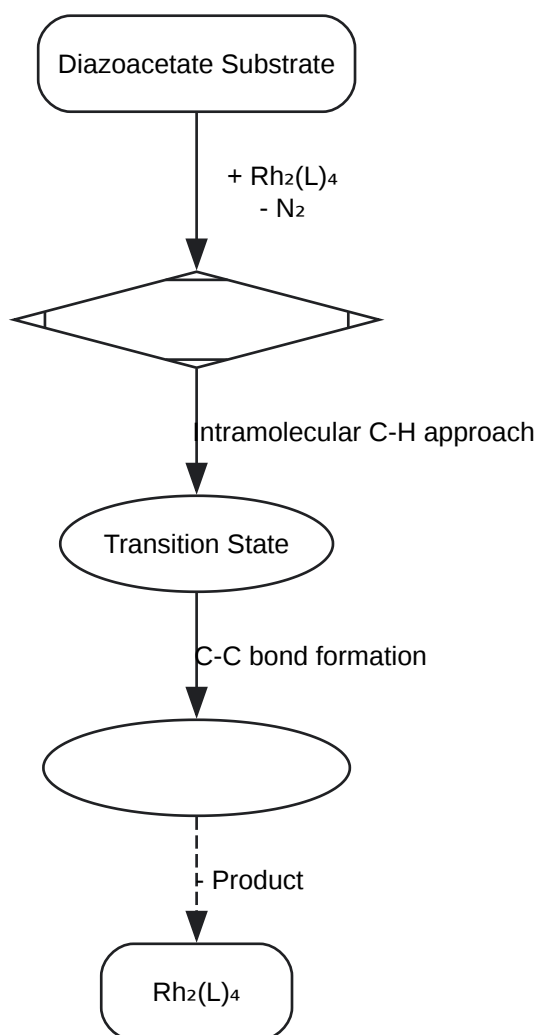 Diazoacetate Substrate
+ Rh₂(L)₄
- N₂
Intramolecular C-H approach
Transition State
C-C bond formation
- Product
Rh₂(L)₄